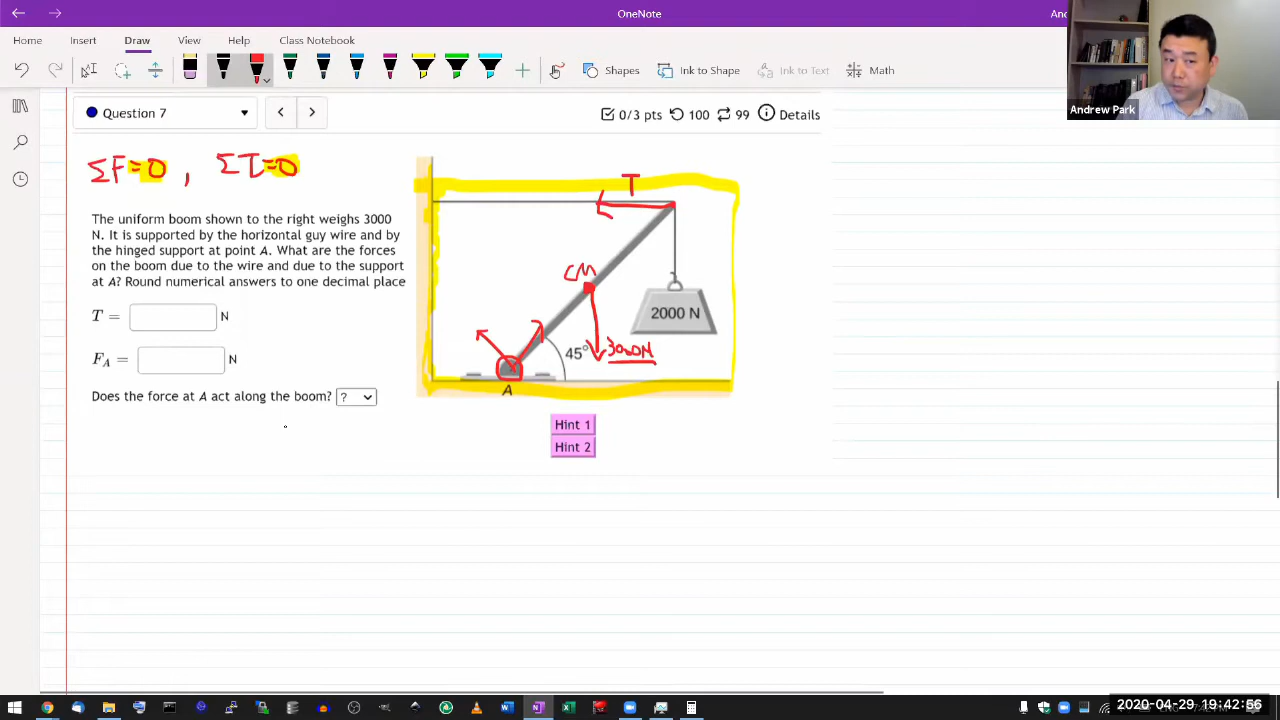 OneNote
An
Home
Insert
Draw
View
Help
Class Notebook
Shapes
Ink to Shape
Ink to Text
Math
Andrew Park
Question 7
0/3 pts
100
99
Details
ΣF=0 , Στ=0
The uniform boom shown to the right weighs 3000
N. It is supported by the horizontal guy wire and by
the hinged support at point A. What are the forces
on the boom due to the wire and due to the support
at A? Round numerical answers to one decimal place
T = N
F_A = N
Does the force at A act along the boom? ?
T
CM
2000 N
45°
3000N
A
Hint 1
Hint 2
2020-04-29 19:42:56